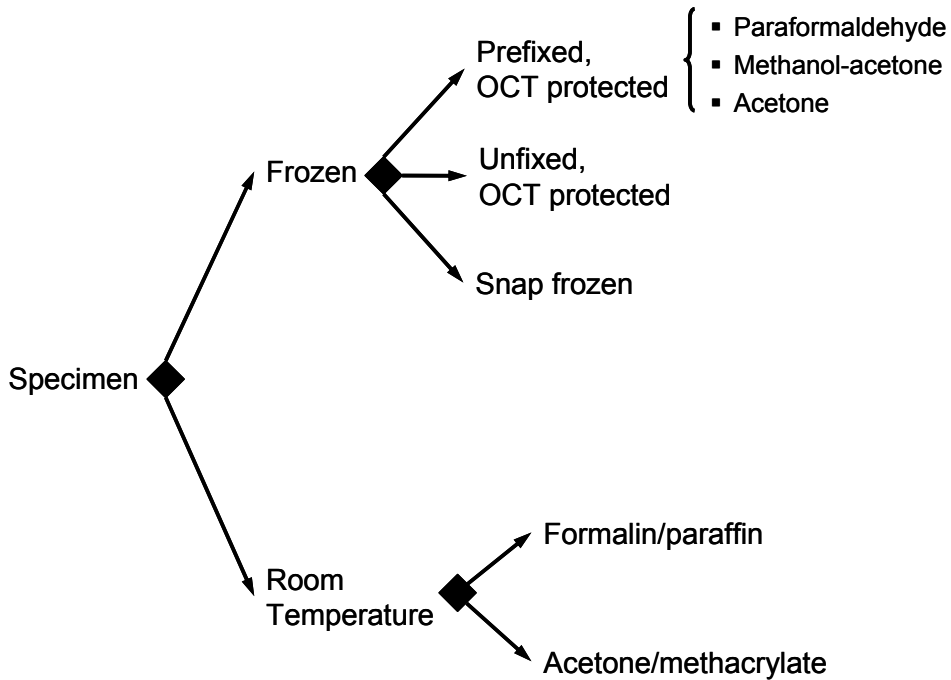 Prefixed,
OCT protected
▪ Paraformaldehyde
▪ Methanol-acetone
▪ Acetone
Frozen
Unfixed,
OCT protected
Snap frozen
Specimen
Room
Temperature
Formalin/paraffin
Acetone/methacrylate